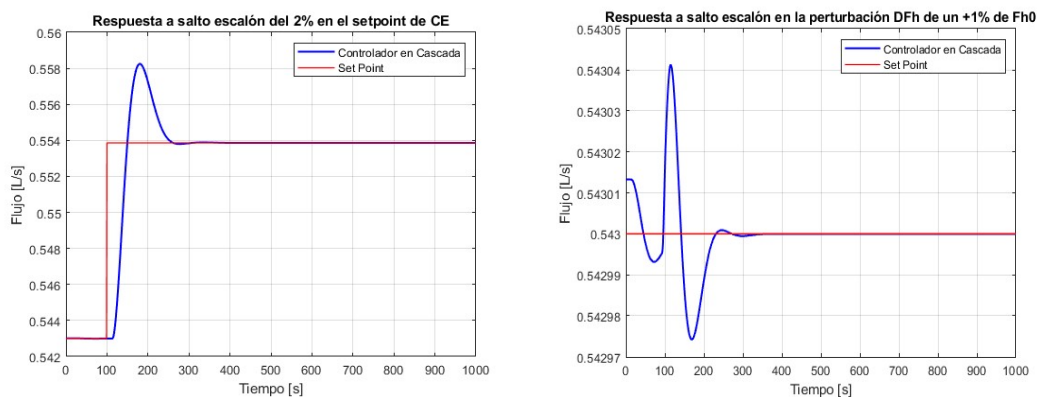 Respuesta a salto escalón del 2% en el setpoint de CE
0.56
0.558
0.556
0.554
0.552
0.55
0.548
0.546
0.544
0.542
Flujo [L/s]
Controlador en Cascada
Set Point
0 100 200 300 400 500 600 700 800 900 1000
Tiempo [s]
Respuesta a salto escalón en la perturbación DFh de un +1% de Fh0
0.54305
0.54304
0.54303
0.54302
0.54301
0.543
0.54299
0.54298
0.54297
Flujo [L/s]
Controlador en Cascada
Set Point
0 100 200 300 400 500 600 700 800 900 1000
Tiempo [s]